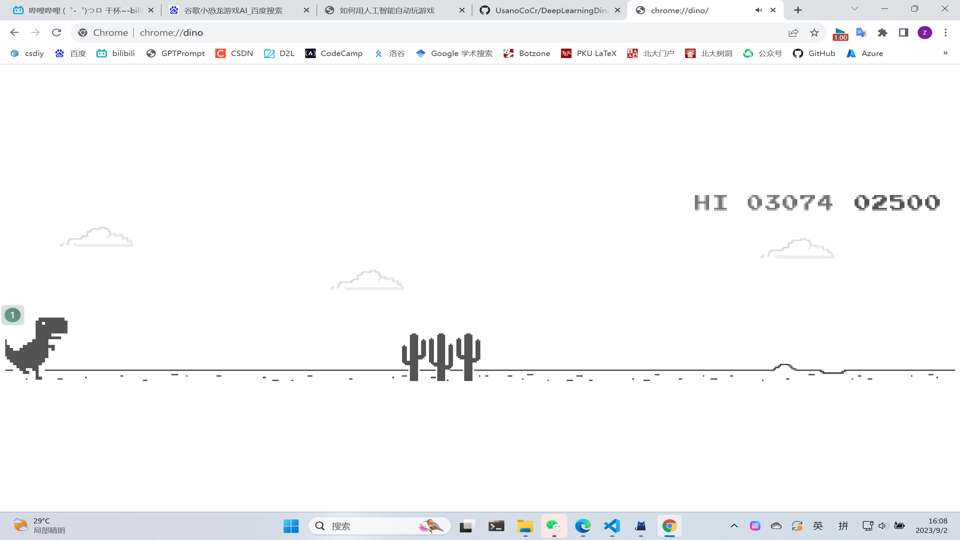 哔哩哔哩 (゜-゜)つロ 干杯~-bili
谷歌小恐龙游戏AI_百度搜索
如何用人工智能自动玩游戏
UsanoCoCr/DeepLearningDino
chrome://dino/
Chrome | chrome://dino
1.00
z
csdiy
百度
bilibili
GPTPrompt
CSDN
D2L
CodeCamp
洛谷
Google 学术搜索
Botzone
PKU LaTeX
北大门户
北大树洞
公众号
GitHub
Azure
»
HI 03074 02500
1
29°C
局部晴朗
搜索
英
拼
16:08
2023/9/2